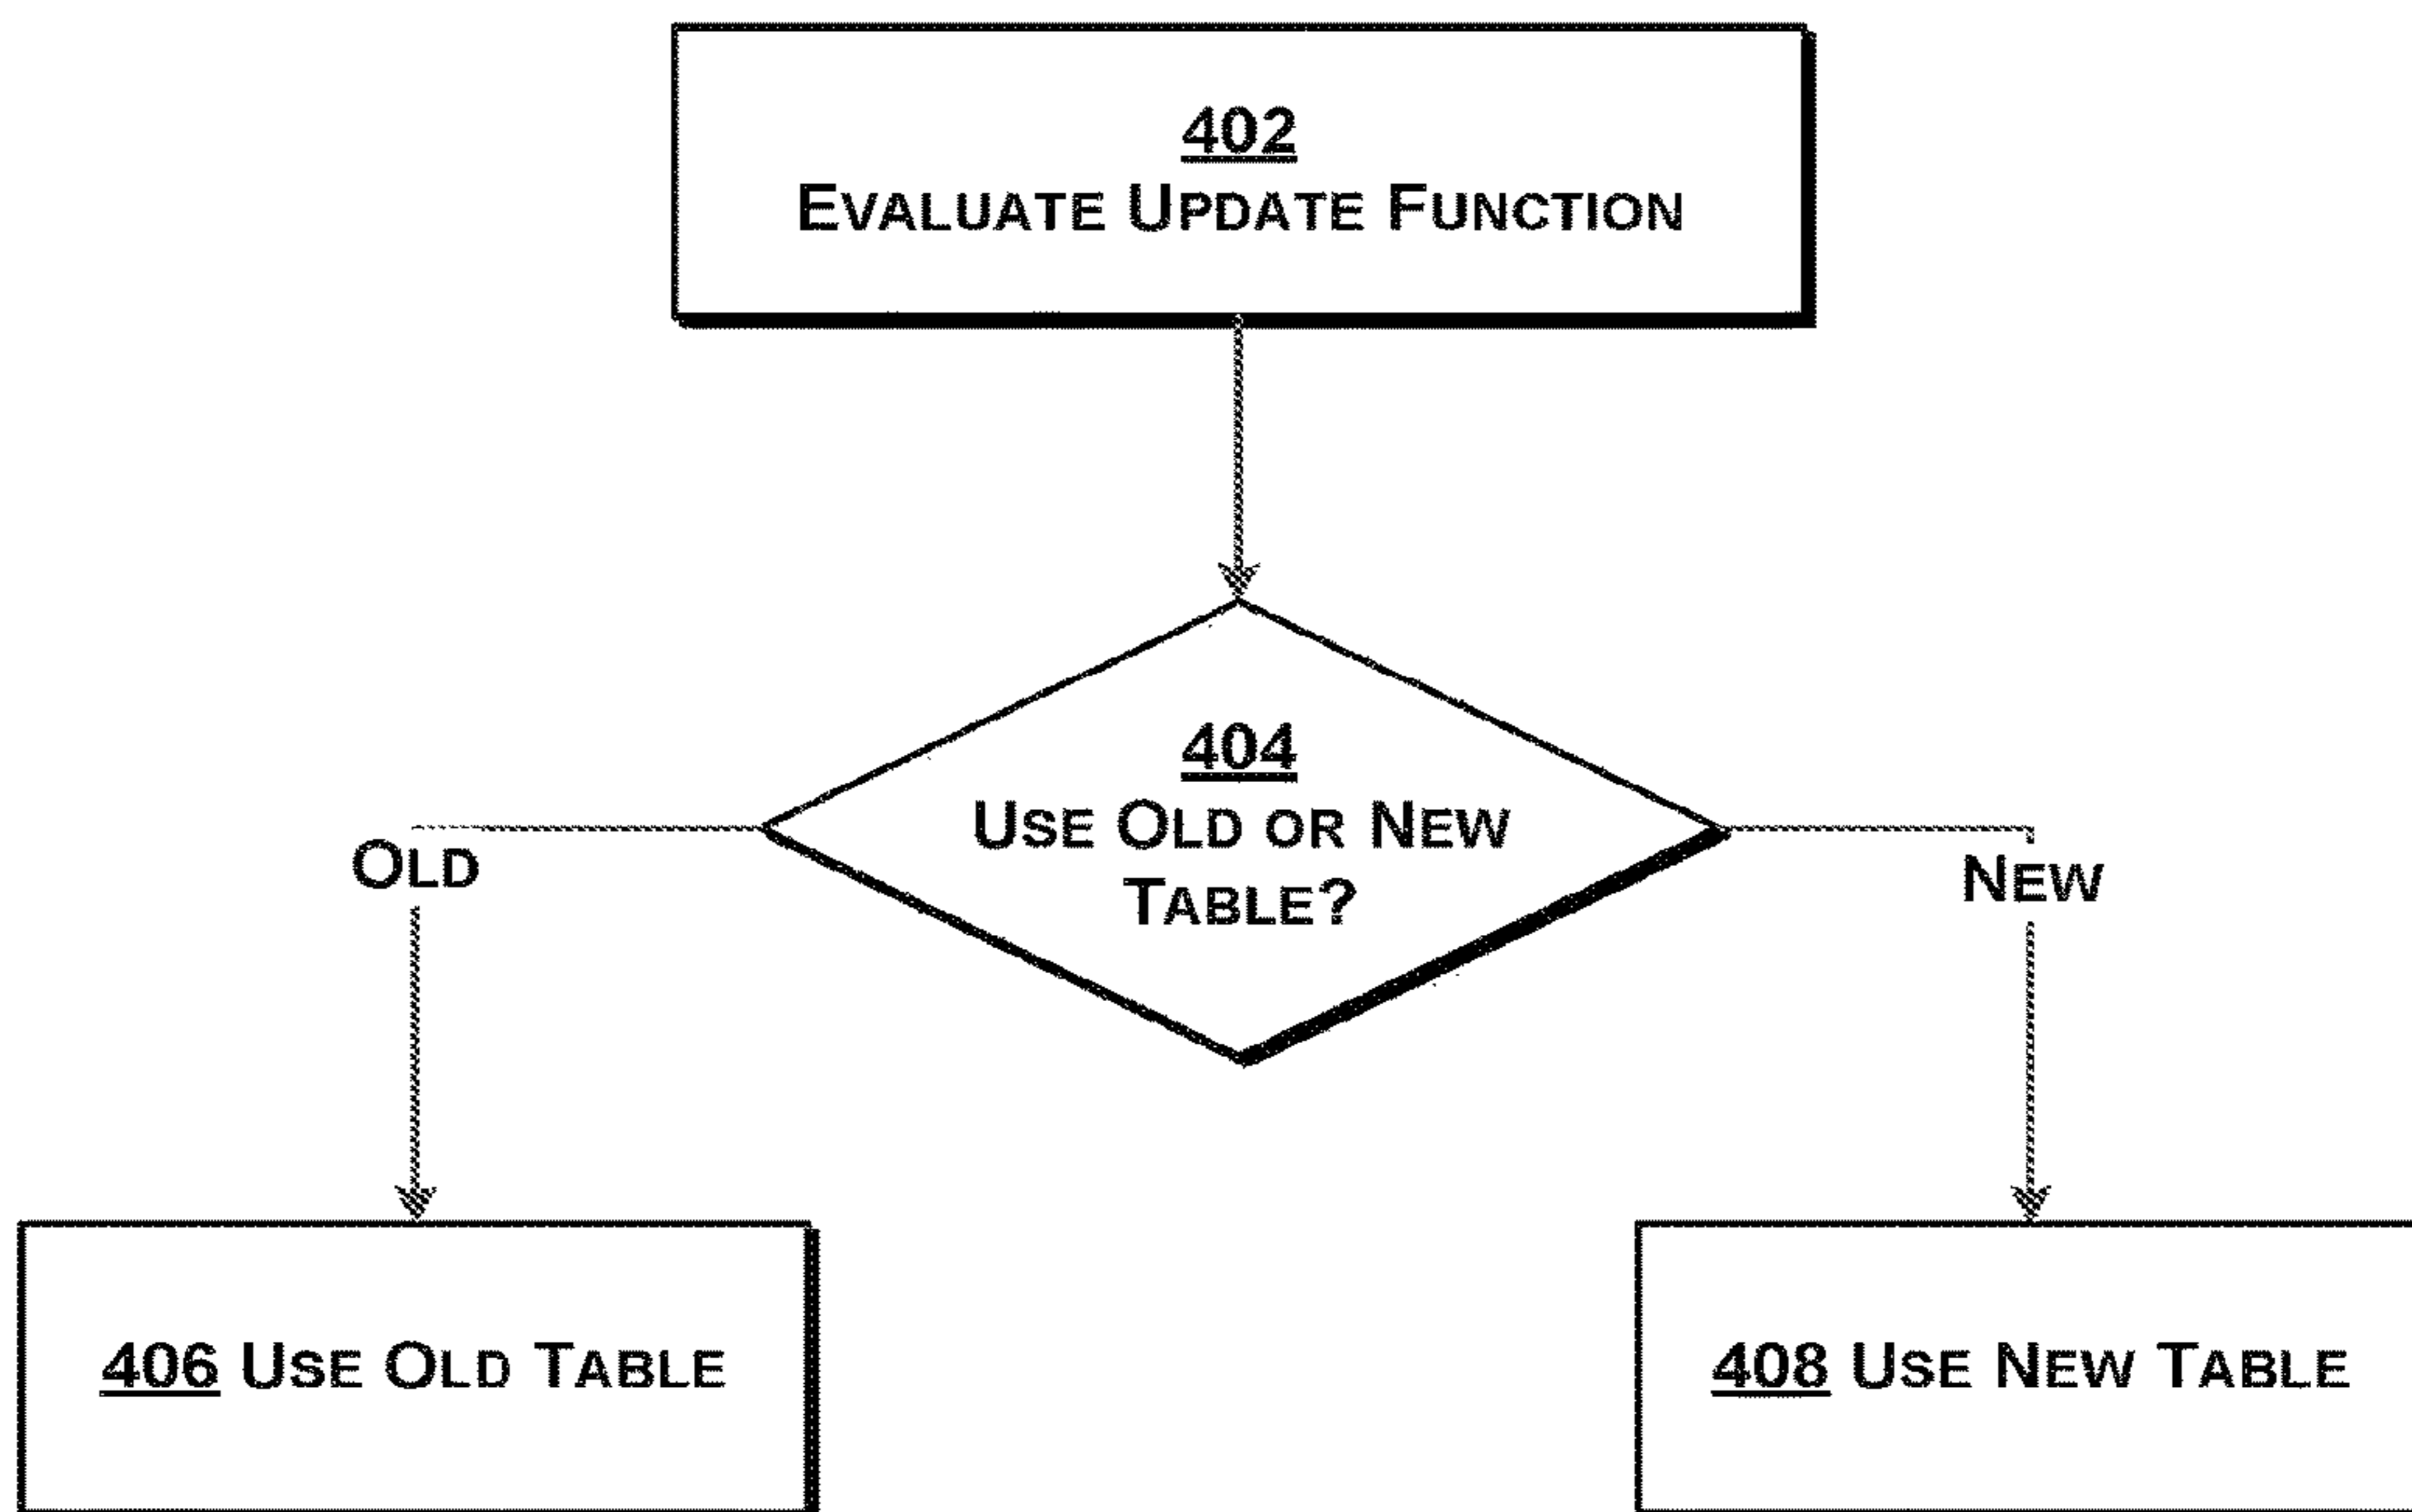 402
EVALUATE UPDATE FUNCTION
404
USE OLD OR NEW
TABLE?
OLD
NEW
406 USE OLD TABLE
408 USE NEW TABLE